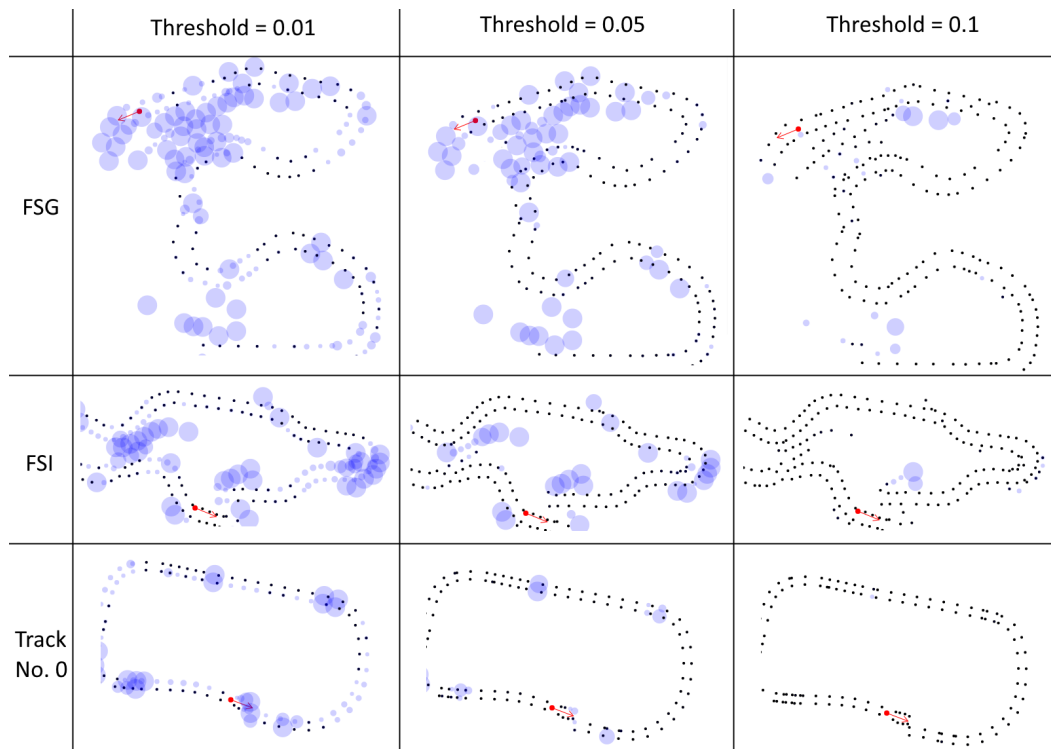 Threshold = 0.01
Threshold = 0.05
Threshold = 0.1
FSG
FSI
Track
No. 0